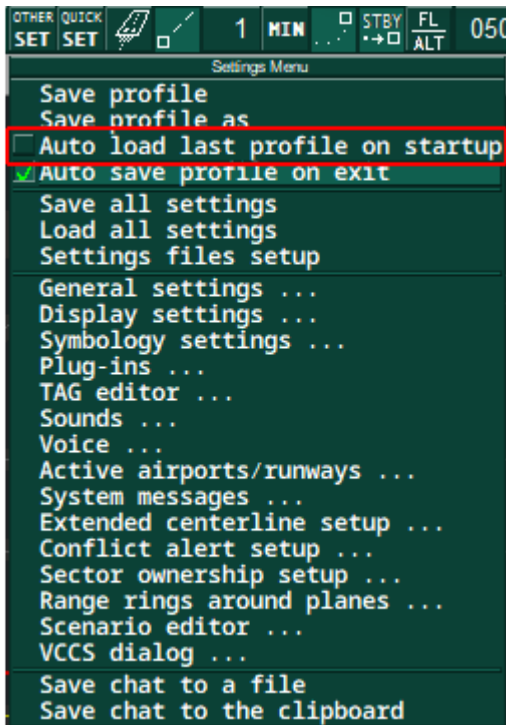 OTHER SET QUICK SET 1 MIN STBY FL ALT 050
Settings Menu
Save profile
Save profile as
Auto load last profile on startup
Auto save profile on exit
Save all settings
Load all settings
Settings files setup
General settings ...
Display settings ...
Symbology settings ...
Plug-ins ...
TAG editor ...
Sounds ...
Voice ...
Active airports/runways ...
System messages ...
Extended centerline setup ...
Conflict alert setup ...
Sector ownership setup ...
Range rings around planes ...
Scenario editor ...
VCCS dialog ...
Save chat to a file
Save chat to the clipboard